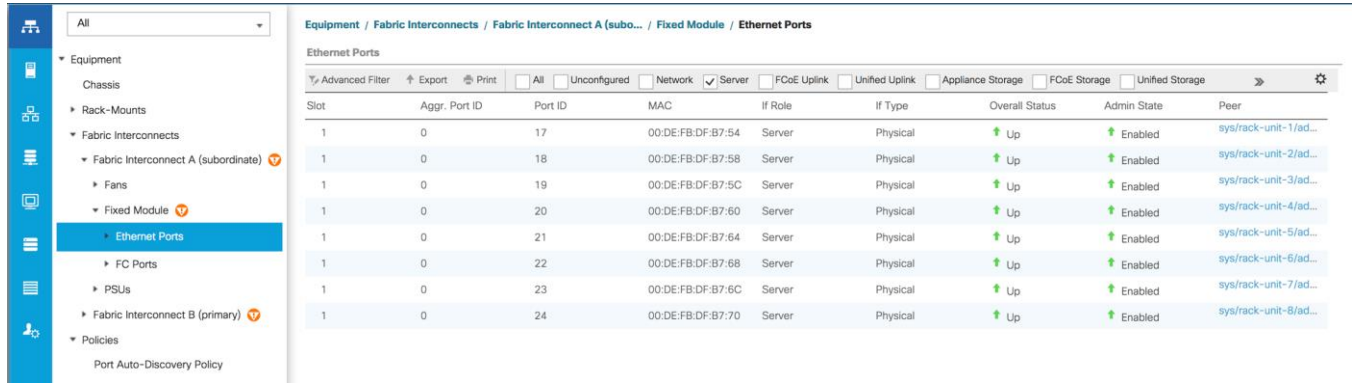 All
Equipment
Chassis
Rack-Mounts
Fabric Interconnects
Fabric Interconnect A (subordinate)
Fans
Fixed Module
Ethernet Ports
FC Ports
PSUs
Fabric Interconnect B (primary)
Policies
Port Auto-Discovery Policy
Equipment / Fabric Interconnects / Fabric Interconnect A (subo... / Fixed Module / Ethernet Ports
Ethernet Ports
Advanced Filter Export Print All Unconfigured Network Server FCoE Uplink Unified Uplink Appliance Storage FCoE Storage Unified Storage
Slot Aggr. Port ID Port ID MAC If Role If Type Overall Status Admin State Peer
1 0 17 00:DE:FB:DF:B7:54 Server Physical Up Enabled sys/rack-unit-1/ad...
1 0 18 00:DE:FB:DF:B7:58 Server Physical Up Enabled sys/rack-unit-2/ad...
1 0 19 00:DE:FB:DF:B7:5C Server Physical Up Enabled sys/rack-unit-3/ad...
1 0 20 00:DE:FB:DF:B7:60 Server Physical Up Enabled sys/rack-unit-4/ad...
1 0 21 00:DE:FB:DF:B7:64 Server Physical Up Enabled sys/rack-unit-5/ad...
1 0 22 00:DE:FB:DF:B7:68 Server Physical Up Enabled sys/rack-unit-6/ad...
1 0 23 00:DE:FB:DF:B7:6C Server Physical Up Enabled sys/rack-unit-7/ad...
1 0 24 00:DE:FB:DF:B7:70 Server Physical Up Enabled sys/rack-unit-8/ad...